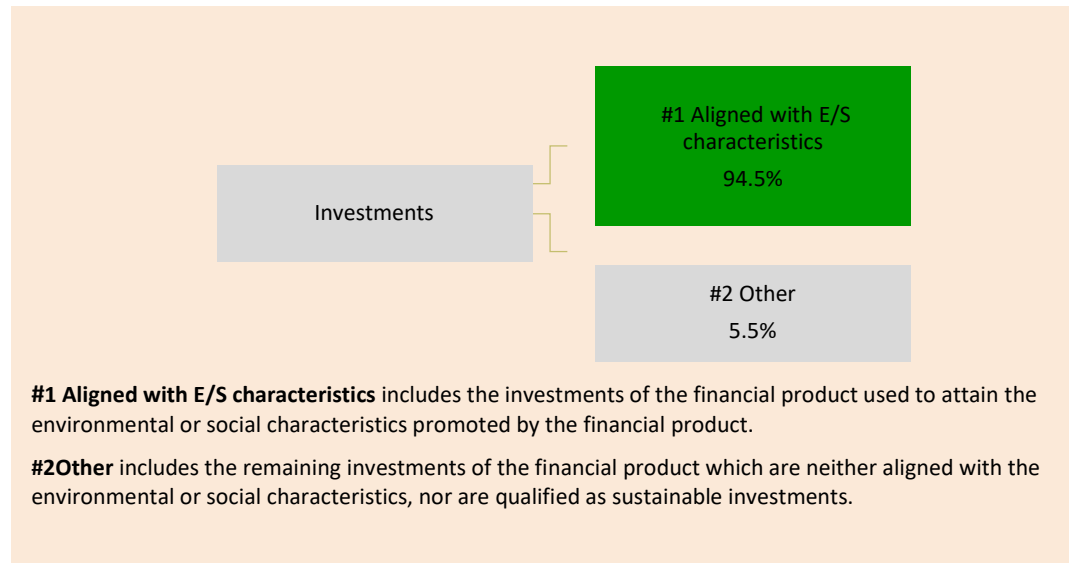 #1 Aligned with E/S
characteristics
94.5%
Investments
#2 Other
5.5%
#1 Aligned with E/S characteristics includes the investments of the financial product used to attain the
environmental or social characteristics promoted by the financial product.
#2Other includes the remaining investments of the financial product which are neither aligned with the
environmental or social characteristics, nor are qualified as sustainable investments.